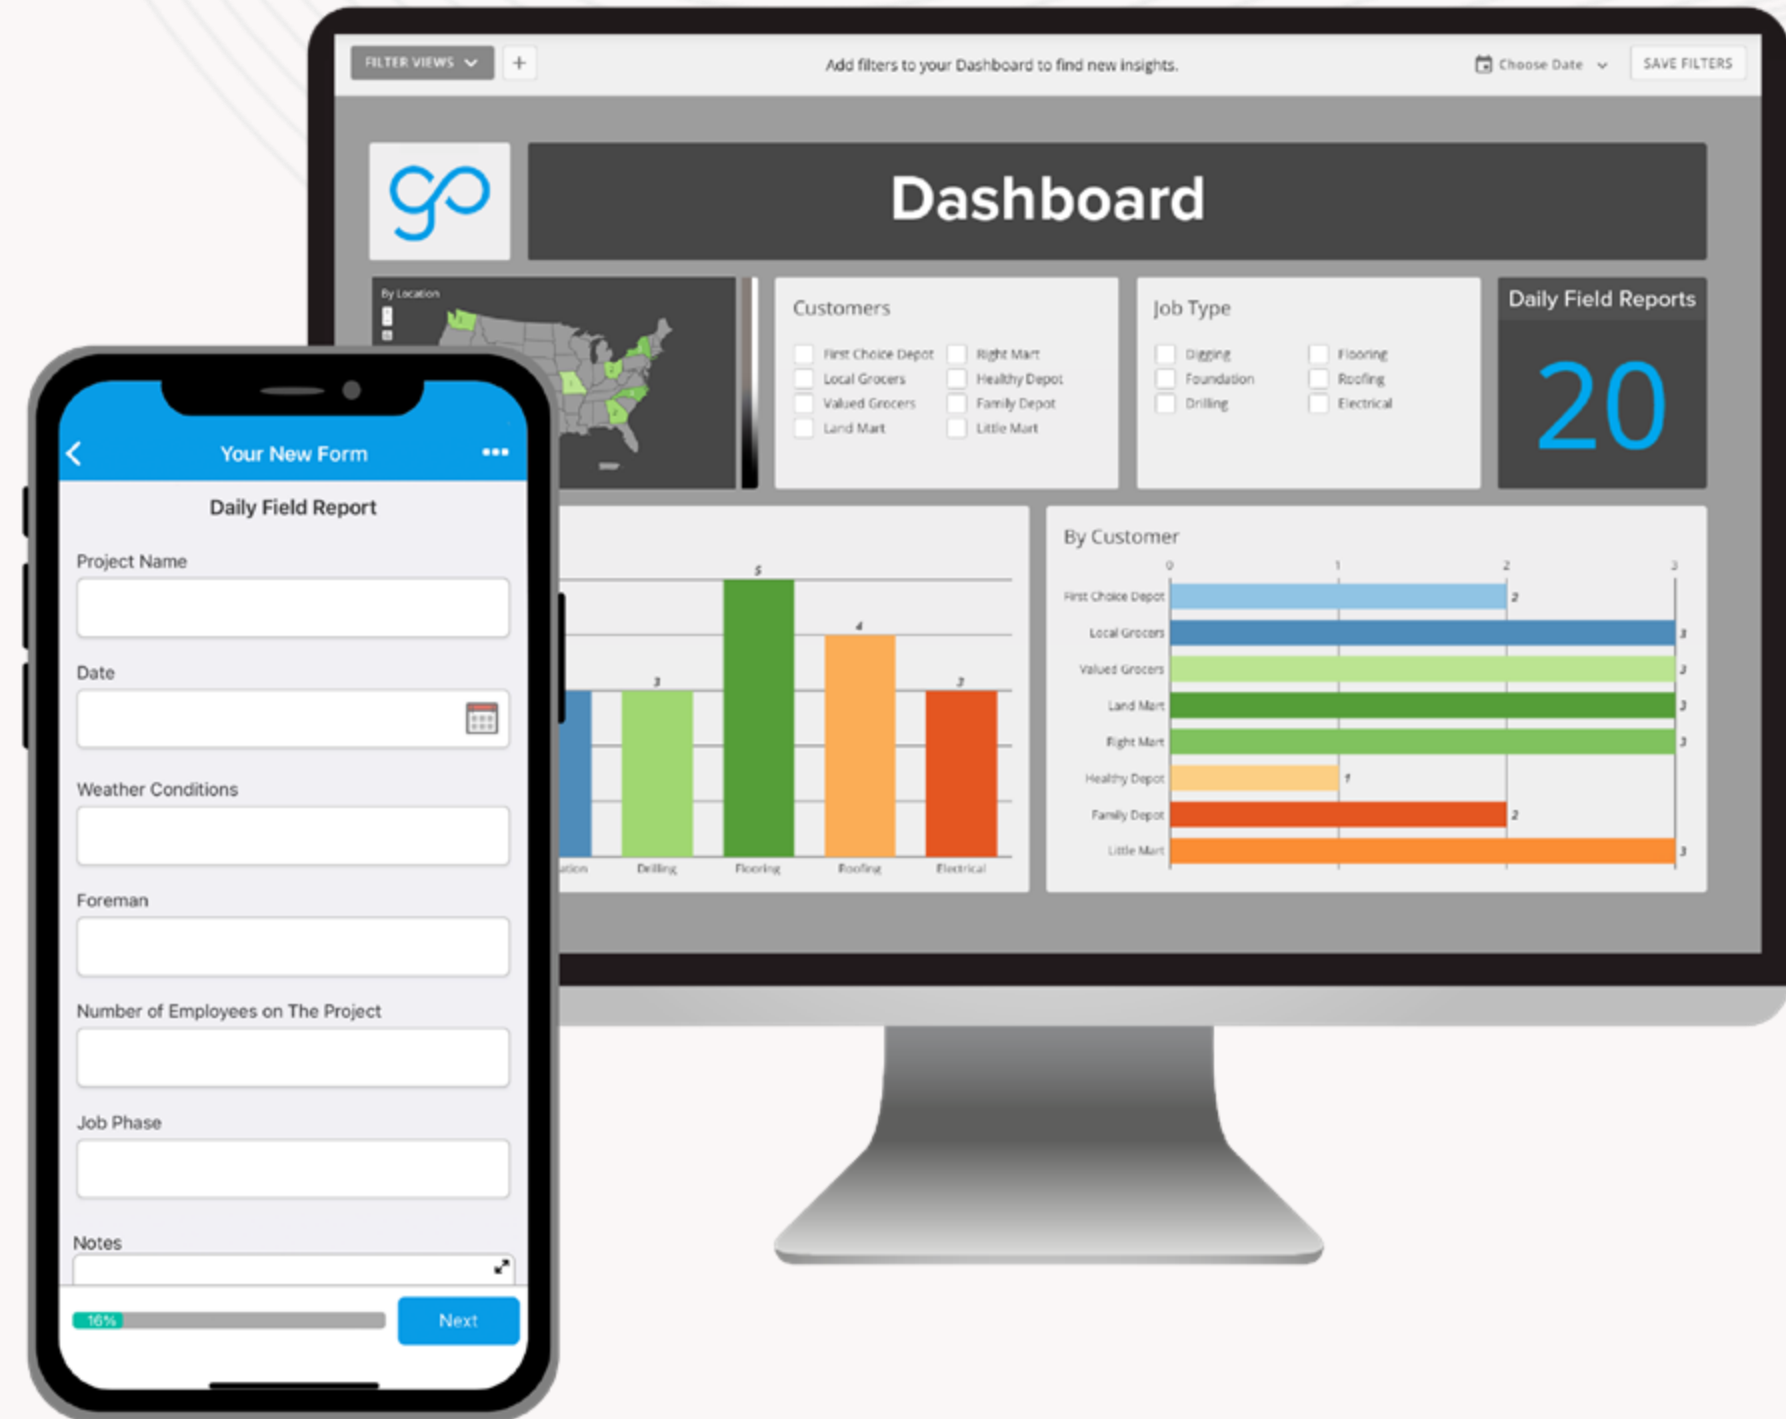 FILTER VIEWS
+
Add filters to your Dashboard to find new insights.
Choose Date
SAVE FILTERS
go
Dashboard
By Location
Customers
First Choice Depot
Right Mart
Local Grocers
Healthy Depot
Valued Grocers
Family Depot
Land Mart
Little Mart
Job Type
Digging
Flooring
Foundation
Roofing
Drilling
Electrical
Daily Field Reports
20
3
5
4
3
ation
Drilling
Flooring
Roofing
Electrical
By Customer
0 1 2 3
First Choice Depot 2
Local Grocers 3
Valued Grocers 3
Land Mart 3
Right Mart 3
Healthy Depot 1
Family Depot 2
Little Mart 3
Your New Form
Daily Field Report
Project Name
Date
Weather Conditions
Foreman
Number of Employees on The Project
Job Phase
Notes
16%
Next